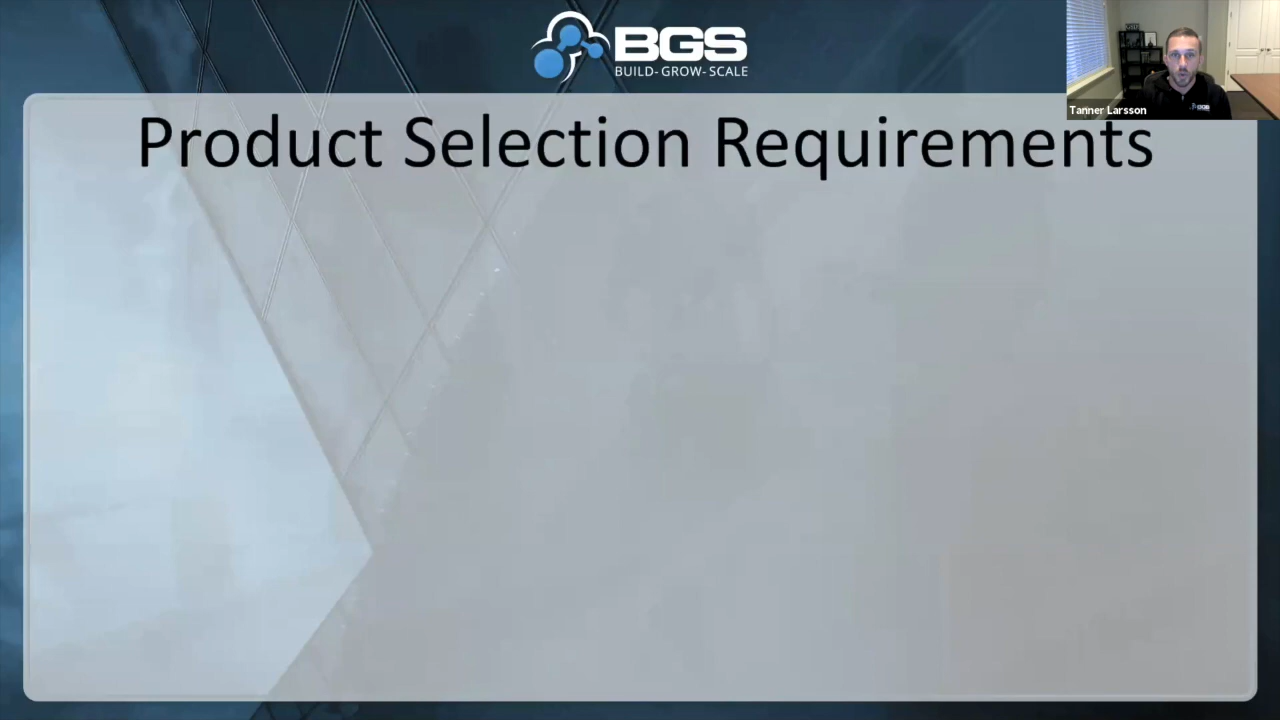 BGS
BUILD-GROW-SCALE
Tanner Larsson
Product Selection Requirements